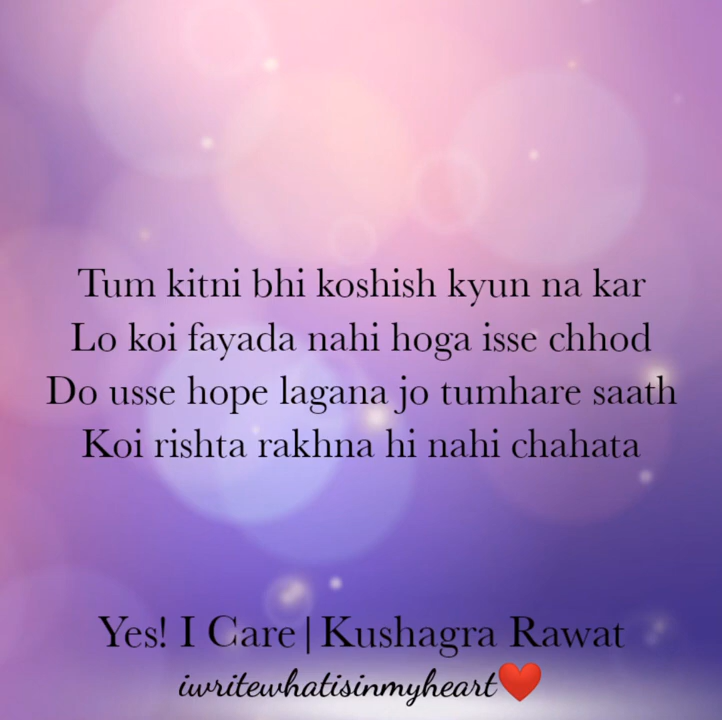 Tum kitni bhi koshish kyun na kar
Lo koi fayada nahi hoga isse chhod
Do usse hope lagana jo tumhare saath
Koi rishta rakhna hi nahi chahata
Yes! I Care|Kushagra Rawat
iwritewhatisinmyheart❤️